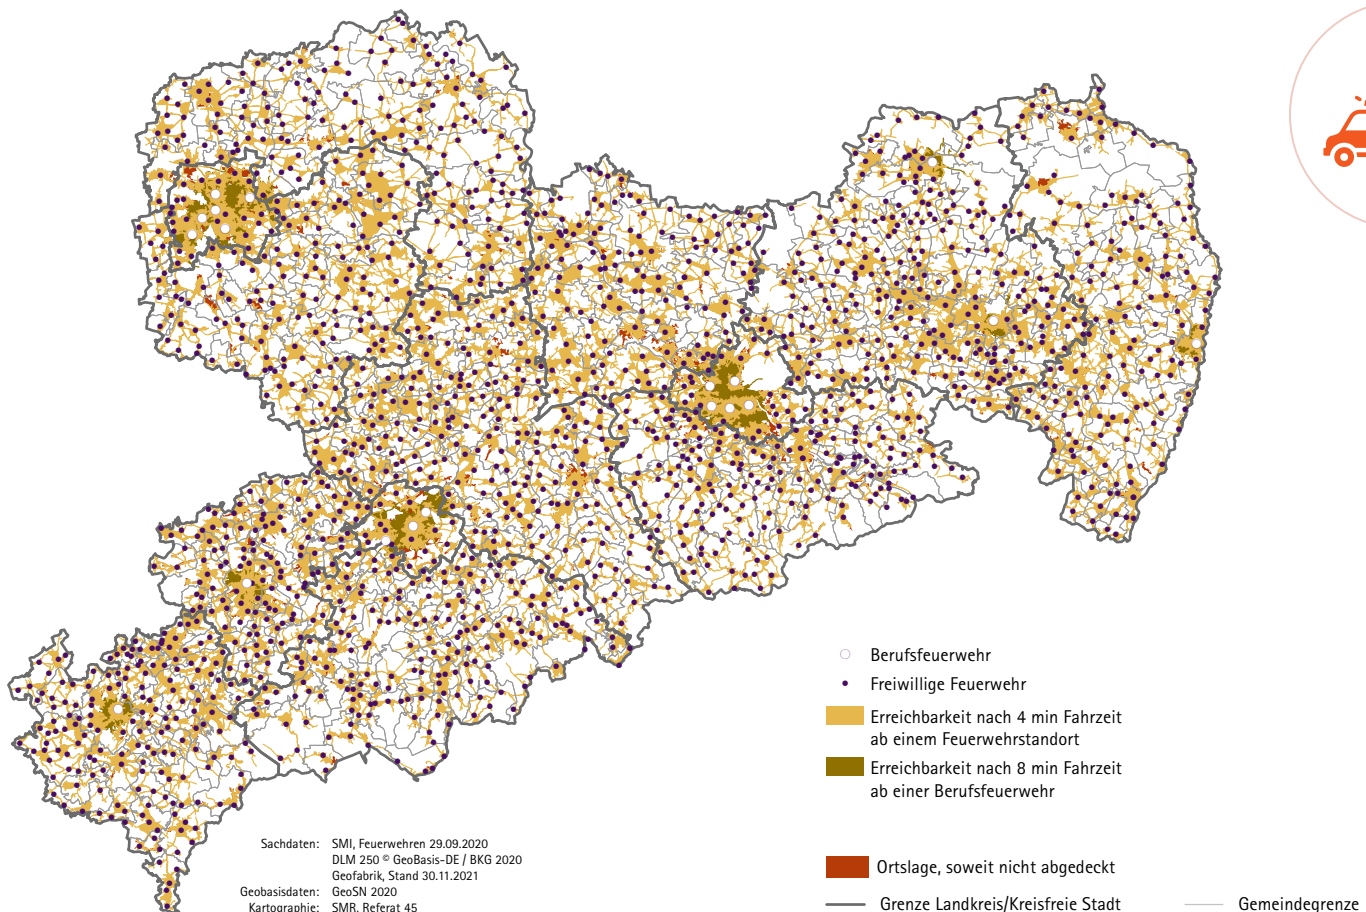 Berufsfeuerwehr
Freiwillige Feuerwehr
Erreichbarkeit nach 4 min Fahrzeit
ab einem Feuerwehrstandort
Erreichbarkeit nach 8 min Fahrzeit
ab einer Berufsfeuerwehr
Ortslage, soweit nicht abgedeckt
Grenze Landkreis/Kreisfreie Stadt
Gemeindegrenze
Sachdaten: SMI, Feuerwehren 29.09.2020
DLM 250 © GeoBasis-DE / BKG 2020
Geofabrik, Stand 30.11.2021
Geobasisdaten: GeoSN 2020
Kartographie: SMR, Referat 45